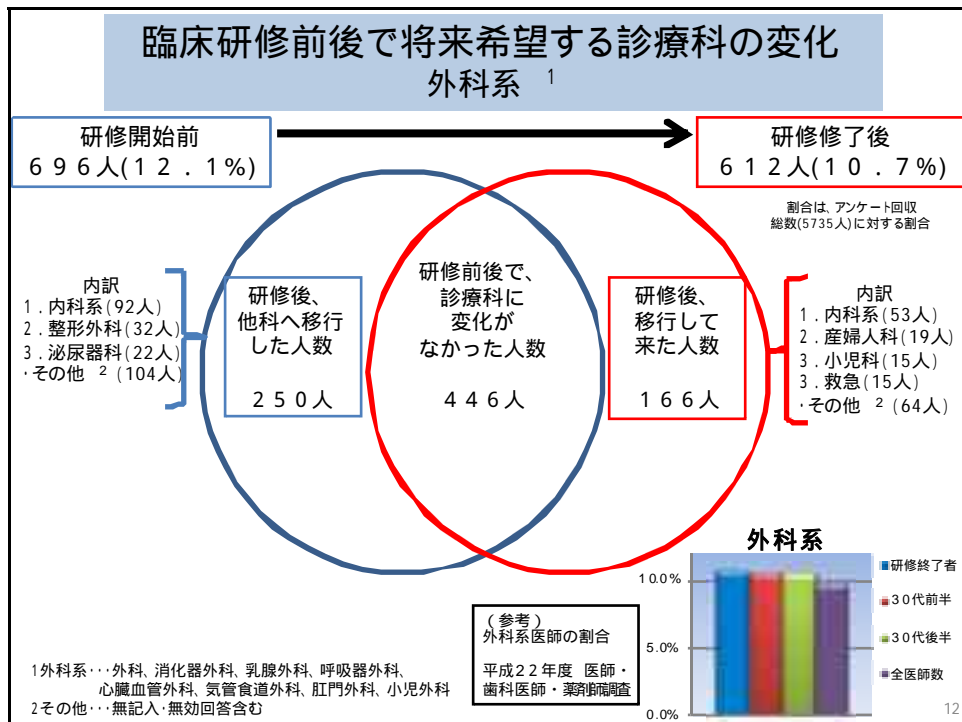 臨床研修前後で将来希望する診療科の変化
外科系 1
研修開始前
696人(12.1%)
研修修了後
612人(10.7%)
割合は、アンケート回収
総数(5735人)に対する割合
内訳
1.内科系(92人)
2.整形外科(32人)
3.泌尿器科(22人)
・その他 2 (104人)
研修後、
他科へ移行
した人数
250人
研修前後で、
診療科に
変化が
なかった人数
446人
研修後、
移行して
来た人数
166人
内訳
1.内科系(53人)
2.産婦人科(19人)
3.小児科(15人)
3.救急(15人)
・その他 2 (64人)
(参考)
外科系医師の割合
平成22年度 医師・
歯科医師・薬剤師調査
外科系
10.0%
5.0%
0.0%
研修終了者
30代前半
30代後半
全医師数
1外科系・・・外科、消化器外科、乳腺外科、呼吸器外科、
心臓血管外科、気管食道外科、肛門外科、小児外科
2その他・・・無記入・無効回答含む
12